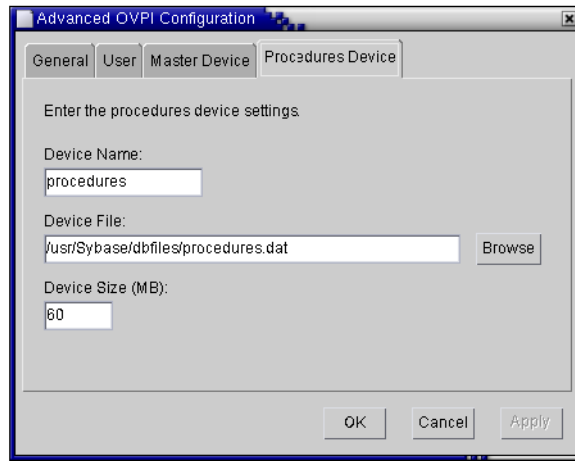 Advanced OVPI Configuration
General User Master Device Procedures Device
Enter the procedures device settings.
Device Name:
procedures
Device File:
/usr/Sybase/dbfiles/procedures.dat Browse
Device Size (MB):
60
OK Cancel Apply